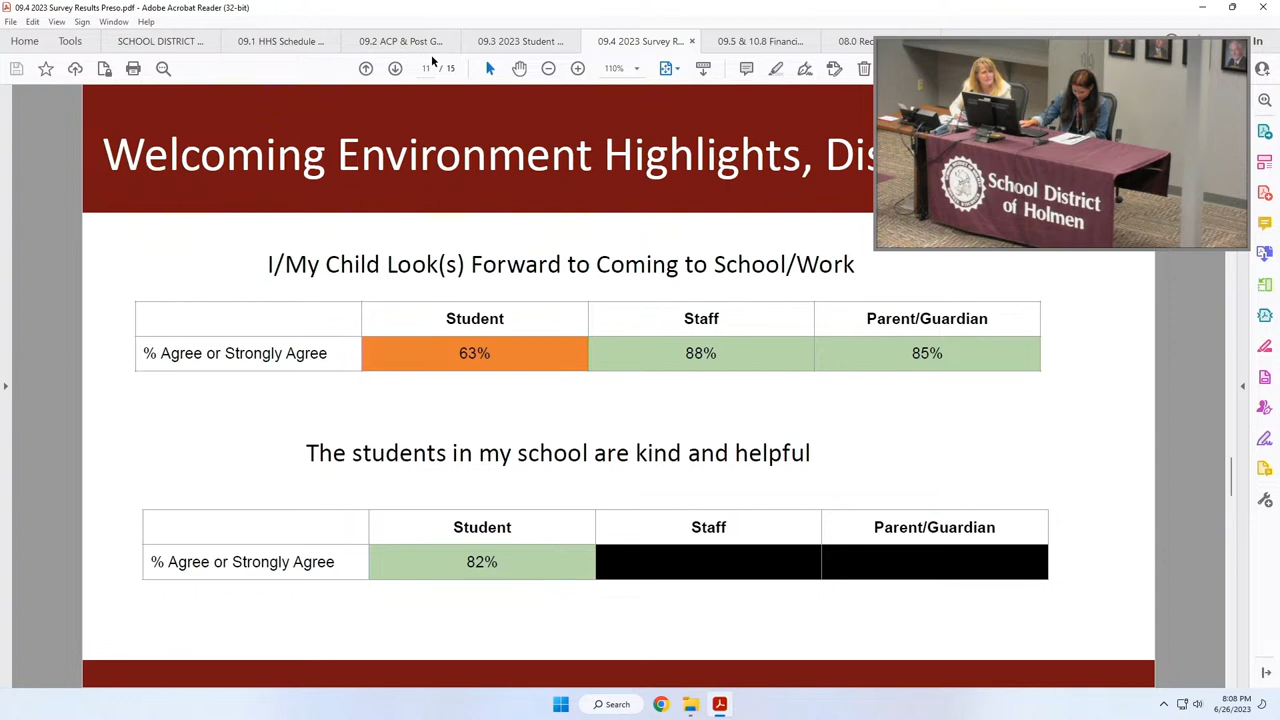 09.4 2023 Survey Results Preso.pdf - Adobe Acrobat Reader (32-bit)
File Edit View Sign Window Help
Home Tools SCHOOL DISTRICT ... 09.1 HHS Schedule ... 09.2 ACP & Post G... 09.3 2023 Student ... 09.4 2023 Survey R... × 09.5 & 10.8 Financi... 08.0 Rec In
11 / 15 110%
Welcoming Environment Highlights, Dis
School District
of Holmen
I/My Child Look(s) Forward to Coming to School/Work
Student Staff Parent/Guardian
% Agree or Strongly Agree 63% 88% 85%
The students in my school are kind and helpful
Student Staff Parent/Guardian
% Agree or Strongly Agree 82%
Search
8:08 PM
6/26/2023